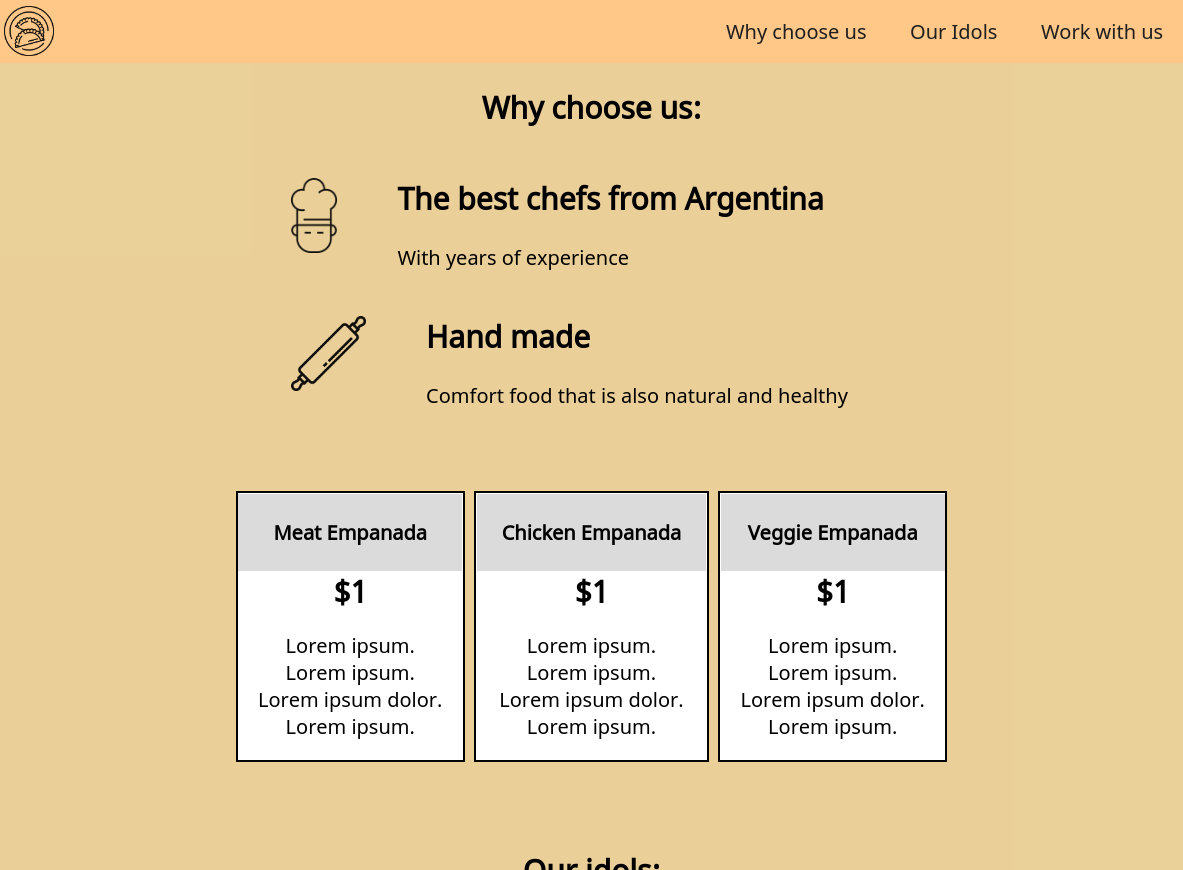 Why choose us
Our Idols
Work with us
Why choose us:
The best chefs from Argentina
With years of experience
Hand made
Comfort food that is also natural and healthy
Meat Empanada
$1
Lorem ipsum.
Lorem ipsum.
Lorem ipsum dolor.
Lorem ipsum.
Chicken Empanada
$1
Lorem ipsum.
Lorem ipsum.
Lorem ipsum dolor.
Lorem ipsum.
Veggie Empanada
$1
Lorem ipsum.
Lorem ipsum.
Lorem ipsum dolor.
Lorem ipsum.
Our idols: